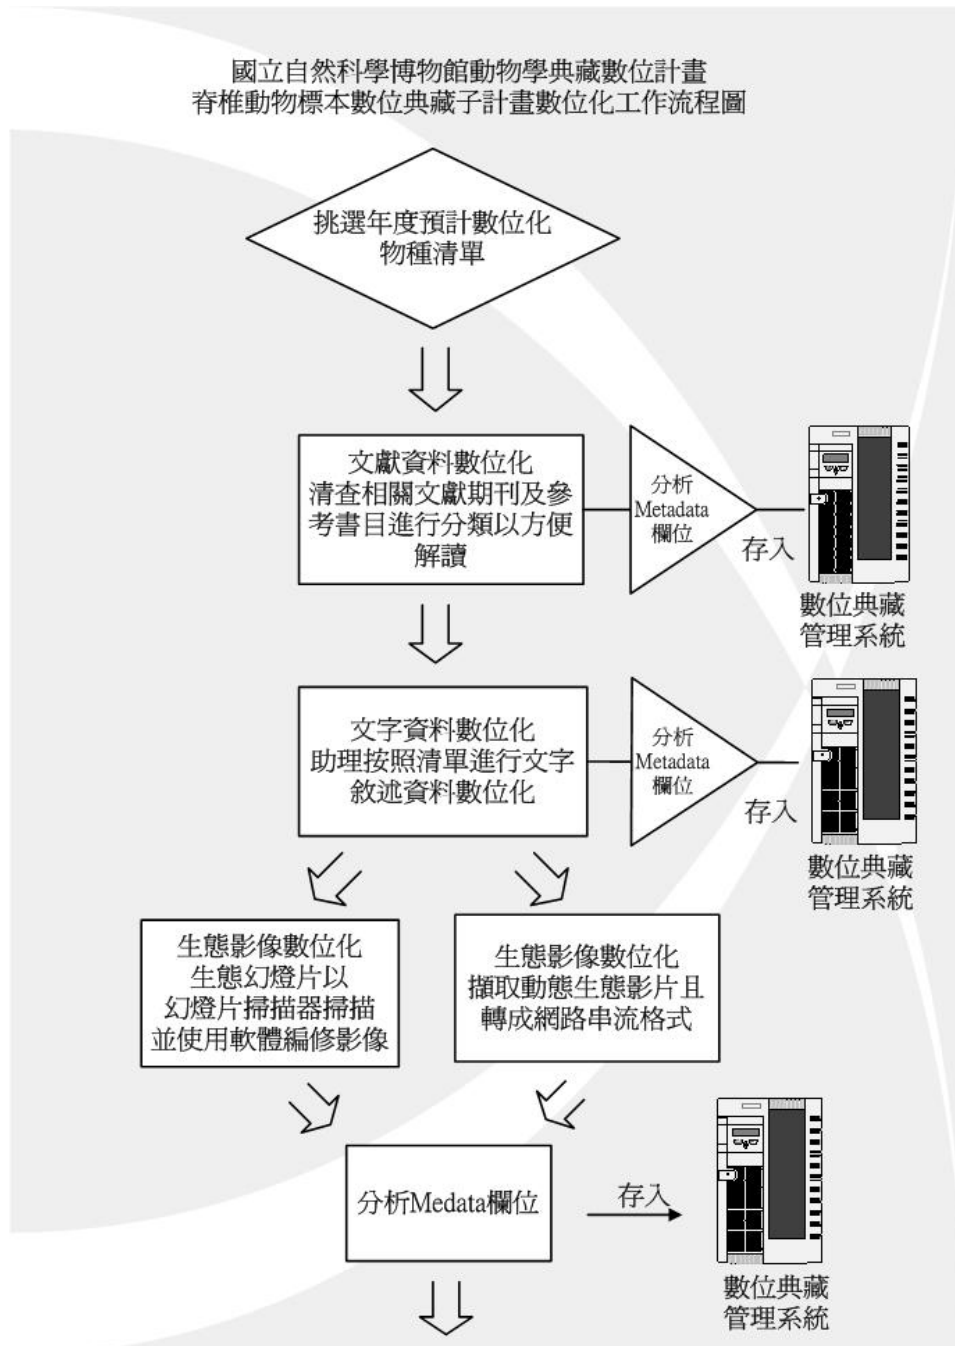 國立自然科學博物館動物學典藏數位計畫
脊椎動物標本數位典藏子計畫數位化工作流程圖
挑選年度預計數位化
物種清單
文獻資料數位化
清查相關文獻期刊及參
考書目進行分類以方便
解讀
分析
Metadata
欄位
存入
數位典藏
管理系統
文字資料數位化
助理按照清單進行文字
敘述資料數位化
分析
Metadata
欄位
存入
數位典藏
管理系統
生態影像數位化
生態幻燈片以
幻燈片掃描器掃描
並使用軟體編修影像
生態影像數位化
擷取動態生態影片且
轉成網路串流格式
分析Medata欄位
存入
數位典藏
管理系統